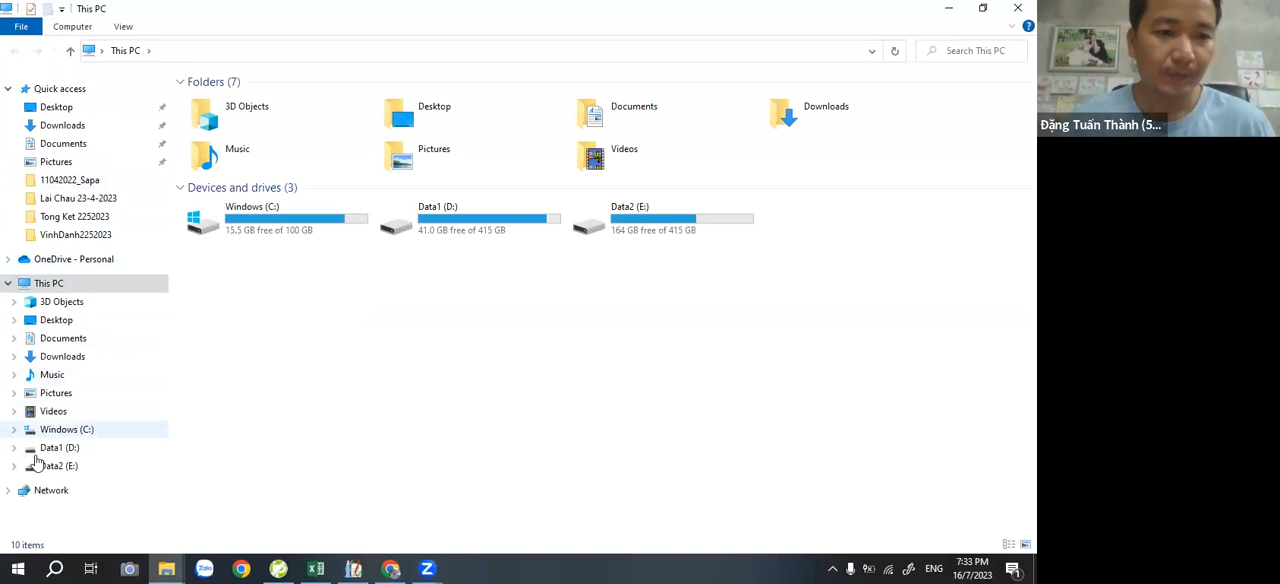 This PC
File
Computer
View
This PC
Search This PC
Quick access
Desktop
Downloads
Documents
Pictures
11042022_Sapa
Lai Chau 23-4-2023
Tong Ket 2252023
VinhDanh2252023
OneDrive - Personal
This PC
3D Objects
Desktop
Documents
Downloads
Music
Pictures
Videos
Windows (C:)
Data1 (D:)
Data2 (E:)
Network
Folders (7)
3D Objects
Desktop
Documents
Downloads
Music
Pictures
Videos
Devices and drives (3)
Windows (C:)
15.5 GB free of 100 GB
Data1 (D:)
41.0 GB free of 415 GB
Data2 (E:)
164 GB free of 415 GB
10 items
Đặng Tuấn Thành (5...
Zalo
ENG
7:33 PM
16/7/2023